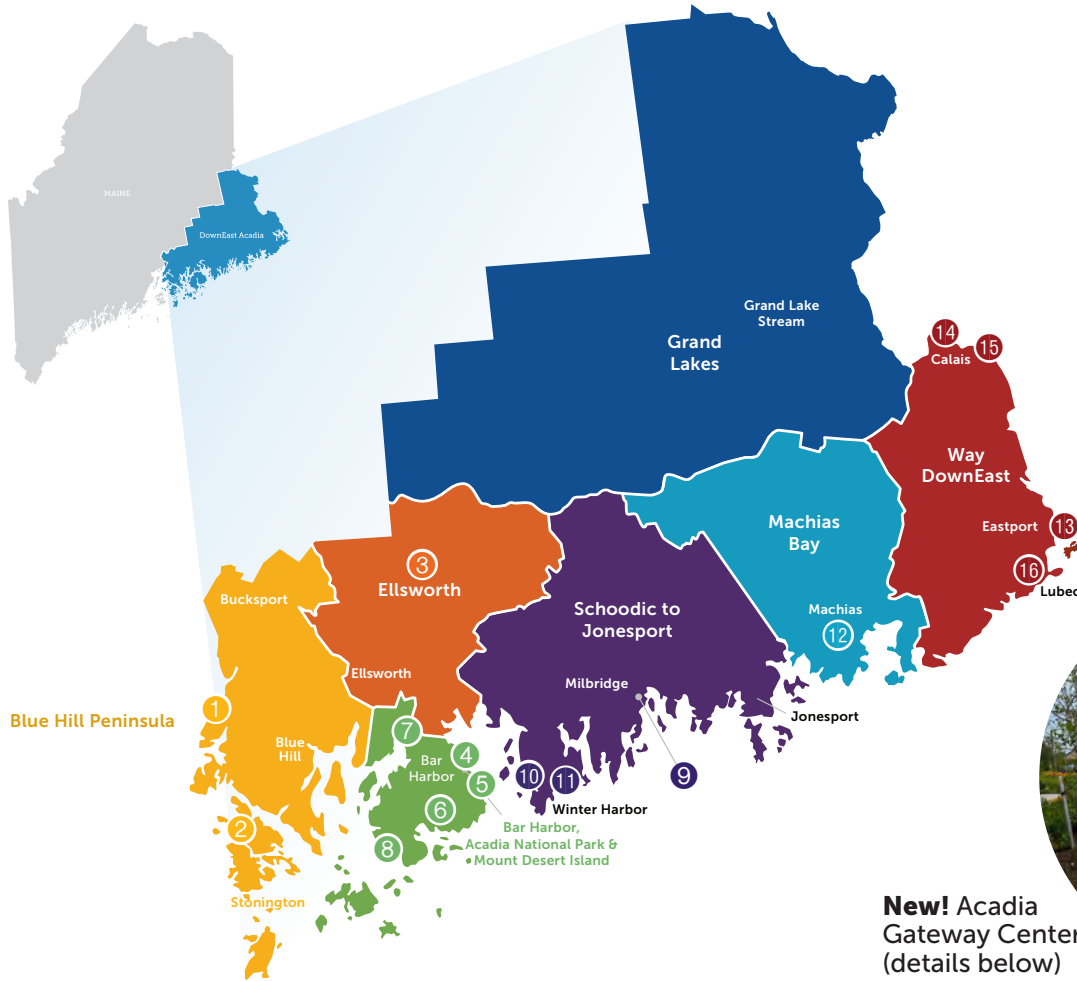 MAINE
DownEast Acadia
Grand Lake
Stream
Grand
Lakes
14
Calais
15
Way
DownEast
Machias
Bay
Eastport
13
3
Ellsworth
16
Bucksport
Schoodic to
Jonesport
Machias
12
Ellsworth
Milbridge
Blue Hill Peninsula
1
Jonesport
7
Blue
Hill
Bar
Harbor
4
5
10
11
9
6
Winter Harbor
2
8
Bar Harbor,
Acadia National Park &
Mount Desert Island
Stonington
New! Acadia
Gateway Center
(details below)